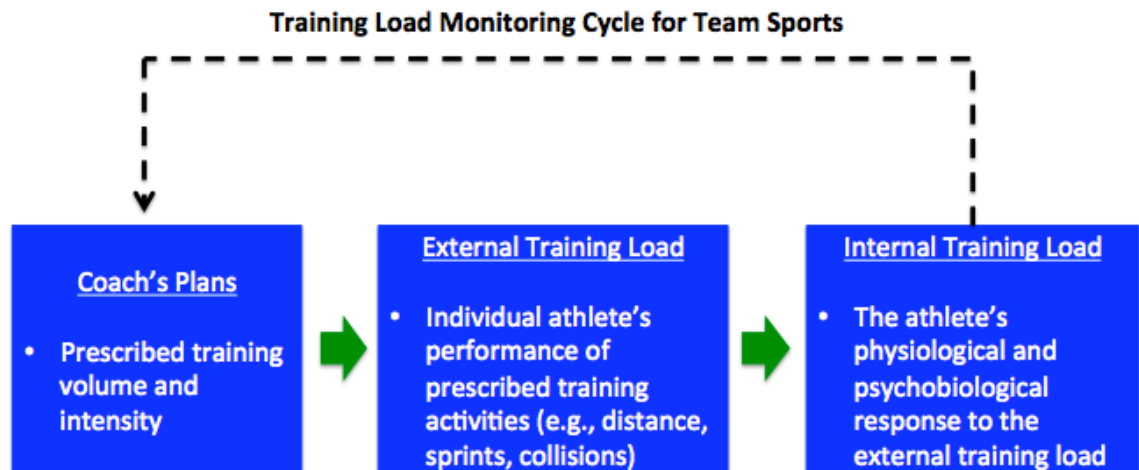 Training Load Monitoring Cycle for Team Sports
Coach’s Plans
• Prescribed training
volume and
intensity
External Training Load
• Individual athlete’s
performance of
prescribed training
activities (e.g., distance,
sprints, collisions)
Internal Training Load
• The athlete’s
physiological and
psychobiological
response to the
external training load